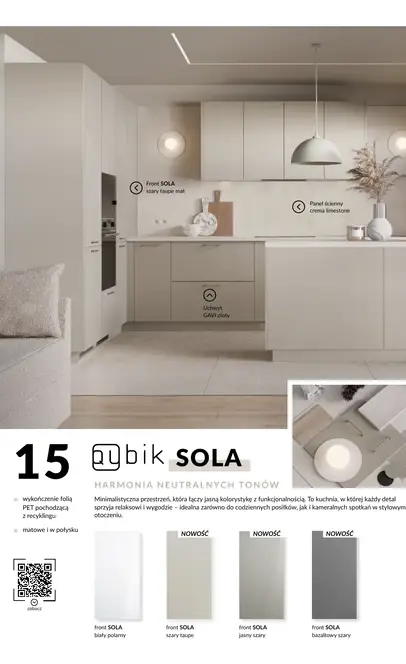 Front SOLA
szary taupe mat
Panel ścienny
crema limestone
Uchwyt
GAVI złoty
15
qubik SOLA
HARMONIA NEUTRALNYCH TONÓW
wykończenie folią
PET pochodzącą
z recyklingu
matowe i w połysku
Minimalistyczna przestrzeń, która łączy jasną kolorystykę z funkcjonalnością. To kuchnia, w której każdy detal
sprzyja relaksowi i wygodzie – idealna zarówno do codziennych posiłków, jak i kameralnych spotkań w stylowym
otoczeniu.
NOWOŚĆ
NOWOŚĆ
NOWOŚĆ
zobacz
front SOLA
biały polarny
front SOLA
szary taupe
front SOLA
jasny szary
front SOLA
bazaltowy szary